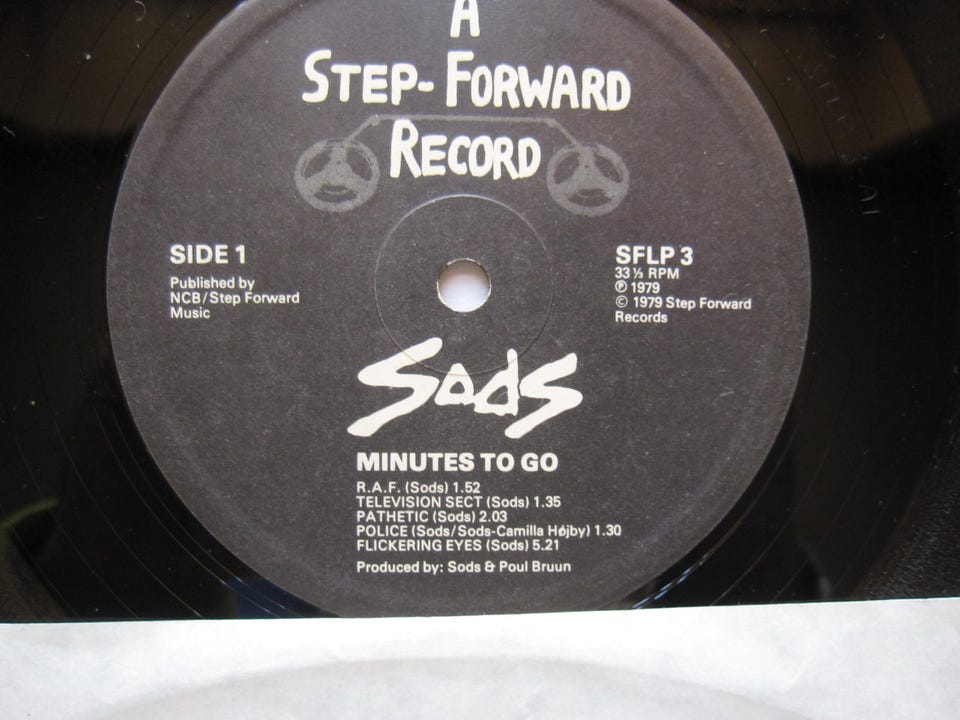 A
STEP-FORWARD
RECORD
SIDE 1
Published by
NCB/Step Forward
Music
SFLP 3
33 ⅓ RPM
℗ 1979
© 1979 Step Forward
Records
Sods
MINUTES TO GO
R.A.F. (Sods) 1.52
TELEVISION SECT (Sods) 1.35
PATHETIC (Sods) 2.03
POLICE (Sods/Sods-Camilla Højby) 1.30
FLICKERING EYES (Sods) 5.21
Produced by: Sods & Poul Bruun